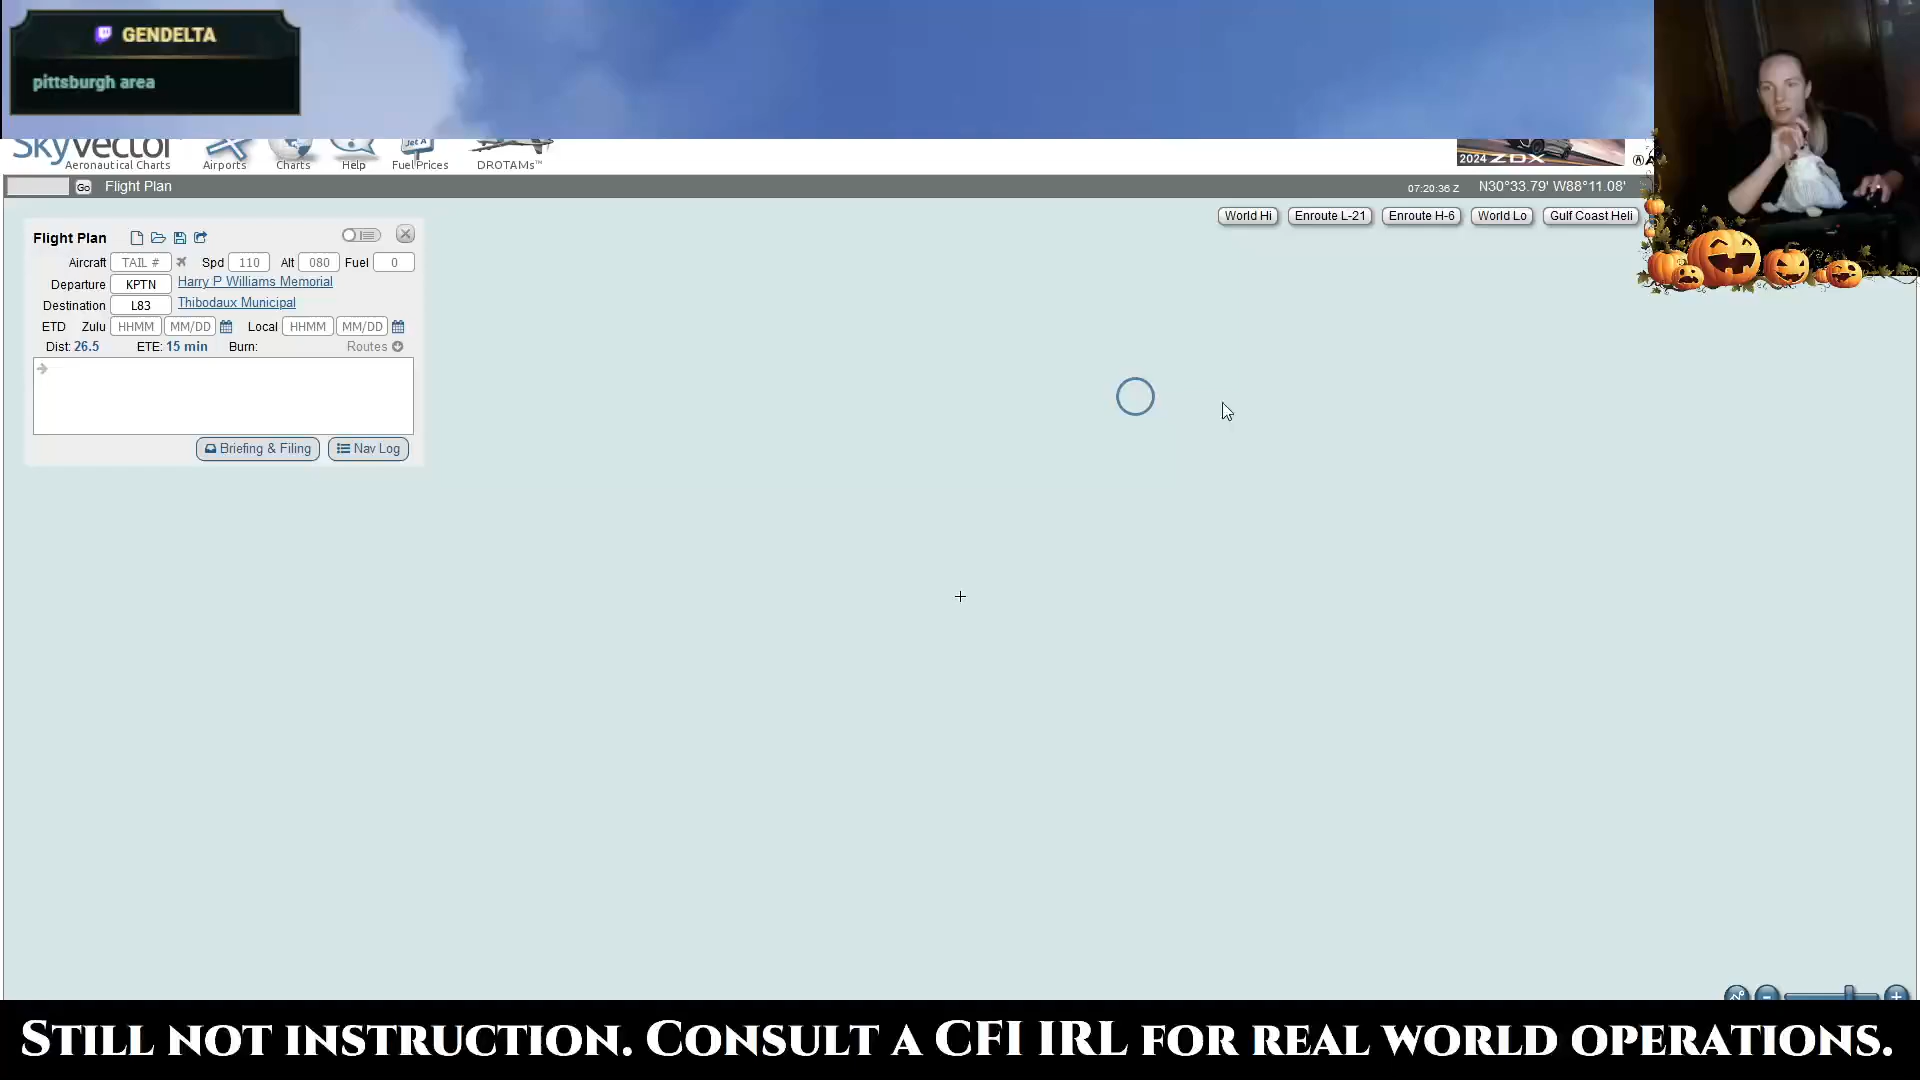 GENDELTA
pittsburgh area
SkyVector
Aeronautical Charts
Airports
Charts
Help
Jet A
Fuel Prices
DROTAMs™
2024 ZDX
Go
Flight Plan
07:20:36 Z
N30°33.79' W88°11.08'
World Hi
Enroute L-21
Enroute H-6
World Lo
Gulf Coast Heli
Flight Plan
Aircraft TAIL # Spd 110 Alt 080 Fuel 0
Departure KPTN Harry P Williams Memorial
Destination L83 Thibodaux Municipal
ETD Zulu HHMM MM/DD Local HHMM MM/DD
Dist: 26.5 ETE: 15 min Burn: Routes
Briefing & Filing
Nav Log
STILL NOT INSTRUCTION. CONSULT A CFI IRL FOR REAL WORLD OPERATIONS.